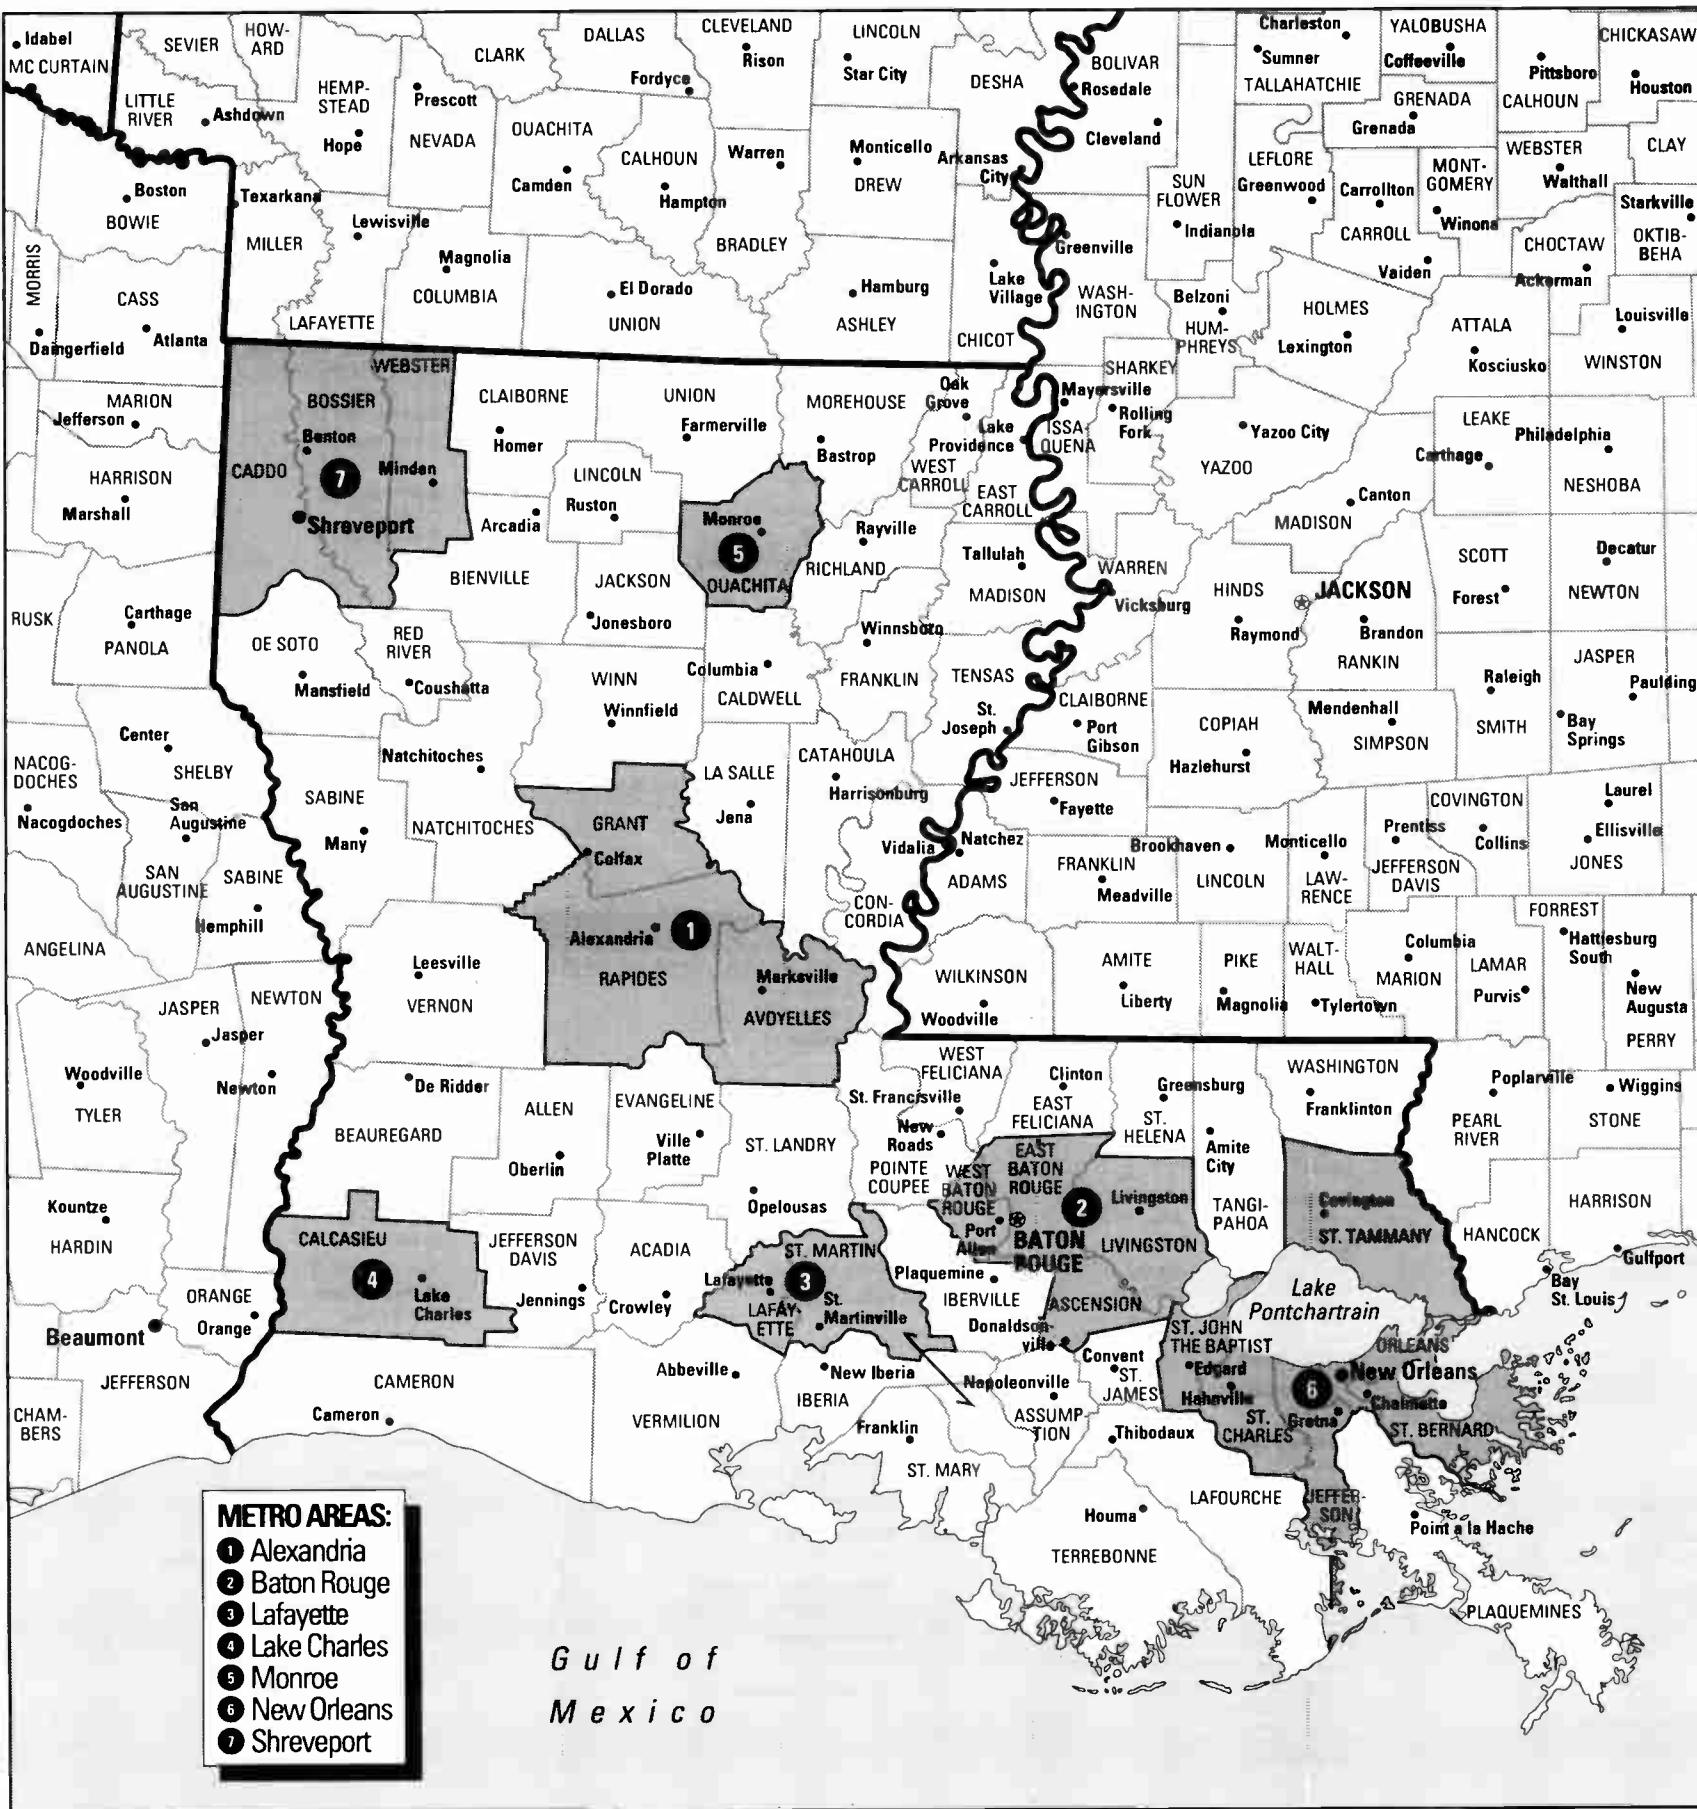 Idabel
MC CURTAIN
SEVIER
HOW-
ARD
CLARK
DALLAS
CLEVELAND
Rison
LINCOLN
Star City
DESHA
BOLIVAR
Rosedale
Cleveland
Charleston
Sumner
TALLAHATCHIE
YALOBUSHA
Coffeeville
Pittsboro
CALHOUN
CHICKASAW
Houston
LITTLE
RIVER
Ashdown
HEMP-
STEAD
Hope
Prescott
NEVADA
OUACHITA
Camden
Fordyce
CALHOUN
Hampton
Warren
BRADLEY
Monticello
DREW
Arkansas
City
SUN
FLOWER
Indianola
LEFLORE
Greenwood
GRENADA
Grenada
Carrollton
CARROLL
Vaiden
MONT-
GOMERY
Winona
WEBSTER
Walthall
CLAY
Starkville
OKTIB-
BEHA
CHOCTAW
Ackerman
Boston
BOWIE
Texarkana
MILLER
Lewisville
LAFAYETTE
Magnolia
COLUMBIA
El Dorado
UNION
Hamburg
ASHLEY
Lake
Village
CHICOT
Greenville
WASH-
INGTON
Belzoni
HUM-
PHREYS
HOLMES
Lexington
ATTALA
Kosciusko
Louisville
WINSTON
MORRIS
Daingerfield
CASS
Atlanta
MARION
Jefferson
HARRISON
Marshall
WEBSTER
BOSSIER
Benton
CADDO
7
Minden
Shreveport
CLAIBORNE
Homer
UNION
Farmerville
MOREHOUSE
Bastrop
Oak
Grove
Lake
Providence
WEST
CARROLL
EAST
CARROLL
SHARKEY
Mayersville
Rolling
Fork
ISSA-
QUENA
Yazoo City
YAZOO
LEAKE
Carthage
Philadelphia
NESHOBA
LINCOLN
Ruston
Arcadia
BIENVILLE
Monroe
5
OUACHITA
Rayville
RICHLAND
Tallulah
MADISON
WARREN
Vicksburg
Canton
MADISON
HINDS
Raymond
JACKSON
Brandon
RANKIN
SCOTT
Forest
Decatur
NEWTON
RUSK
Carthage
PANOLA
DE SOTO
Mansfield
RED
RIVER
Coushatta
JACKSON
Jonesboro
WINN
Winnfield
Columbia
CALDWELL
Winnsboro
FRANKLIN
TENSAS
St.
Joseph
CLAIBORNE
Port
Gibson
COPIAH
Hazlehurst
Mendenhall
SIMPSON
Raleigh
SMITH
JASPER
Paulding
Bay
Springs
NACOG-
DOCHES
Nacogdoches
Center
SHELBY
San
Augustine
SAN
AUGUSTINE
SABINE
Hemphill
SABINE
Many
Natchitoches
NATCHITOCHES
GRANT
Colfax
LA SALLE
Jena
CATAHOULA
Harrisonburg
Vidalia
Natchez
ADAMS
CON-
CORDIA
JEFFERSON
Fayette
FRANKLIN
Meadville
Brookhaven
LINCOLN
Monticello
LAW-
RENCE
Prentiss
JEFFERSON
DAVIS
COVINGTON
Collins
Laurel
Ellisville
JONES
ANGELINA
JASPER
Jasper
NEWTON
Newton
Leesville
VERNON
Alexandria
1
RAPIDES
Marksville
AVOYELLES
WILKINSON
Woodville
AMITE
Liberty
PIKE
Magnolia
WALT-
HALL
Tylertown
Columbia
MARION
LAMAR
Purvis
FORREST
Hattiesburg
South
New
Augusta
PERRY
Woodville
TYLER
Kountze
HARDIN
De Ridder
BEAUREGARD
ALLEN
Oberlin
EVANGELINE
Ville
Platte
ST. LANDRY
Opelousas
WEST
FELICIANA
St. Francisville
New
Roads
POINTE
COUPEE
Clinton
EAST
FELICIANA
Greensburg
ST.
HELENA
Amite
City
TANGI-
PAHOA
WASHINGTON
Franklinton
Poplarville
PEARL
RIVER
Wiggins
STONE
HARRISON
HANCOCK
Gulfport
Bay
St. Louis
WEST
BATON
ROUGE
EAST
BATON
ROUGE
2
Port
Allen
BATON
ROUGE
Livingston
LIVINGSTON
ASCENSION
Covington
ST. TAMMANY
Lake
Pontchartrain
CALCASIEU
4
Lake
Charles
JEFFERSON
DAVIS
Jennings
ACADIA
Crowley
Lafayette
3
ST. MARTIN
LAFAY-
ETTE
St.
Martinville
Plaquemine
IBERVILLE
Donaldson-
ville
ORANGE
Orange
Beaumont
JEFFERSON
CHAM-
BERS
CAMERON
Cameron
Abbeville
VERMILION
New Iberia
IBERIA
Franklin
ST. MARY
Napoleonville
ASSUMP
TION
Convent
ST.
JAMES
Thibodaux
ST. JOHN
THE BAPTIST
Edgard
Hahnville
ST.
CHARLES
6
Gretna
ORLEANS
New Orleans
Chalmette
ST. BERNARD
JEFFER-
SON
LAFOURCHE
Houma
TERREBONNE
Point a la Hache
PLAQUEMINES
Gulf of
Mexico
METRO AREAS:
1 Alexandria
2 Baton Rouge
3 Lafayette
4 Lake Charles
5 Monroe
6 New Orleans
7 Shreveport